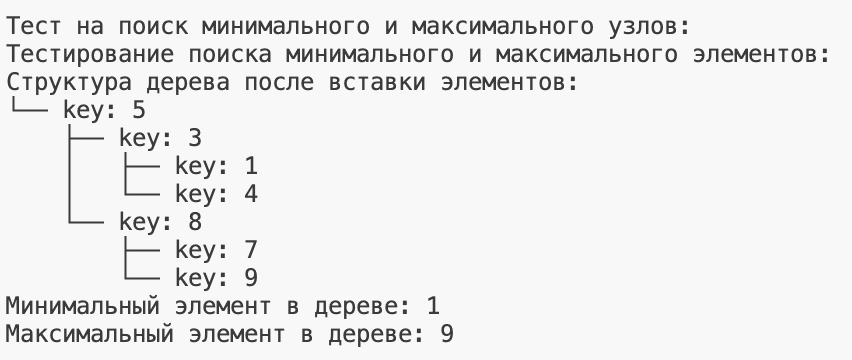 Тест на поиск минимального и максимального узлов:
Тестирование поиска минимального и максимального элементов:
Структура дерева после вставки элементов:
└── key: 5
    ├── key: 3
    │   ├── key: 1
    │   └── key: 4
    └── key: 8
        ├── key: 7
        └── key: 9
Минимальный элемент в дереве: 1
Максимальный элемент в дереве: 9